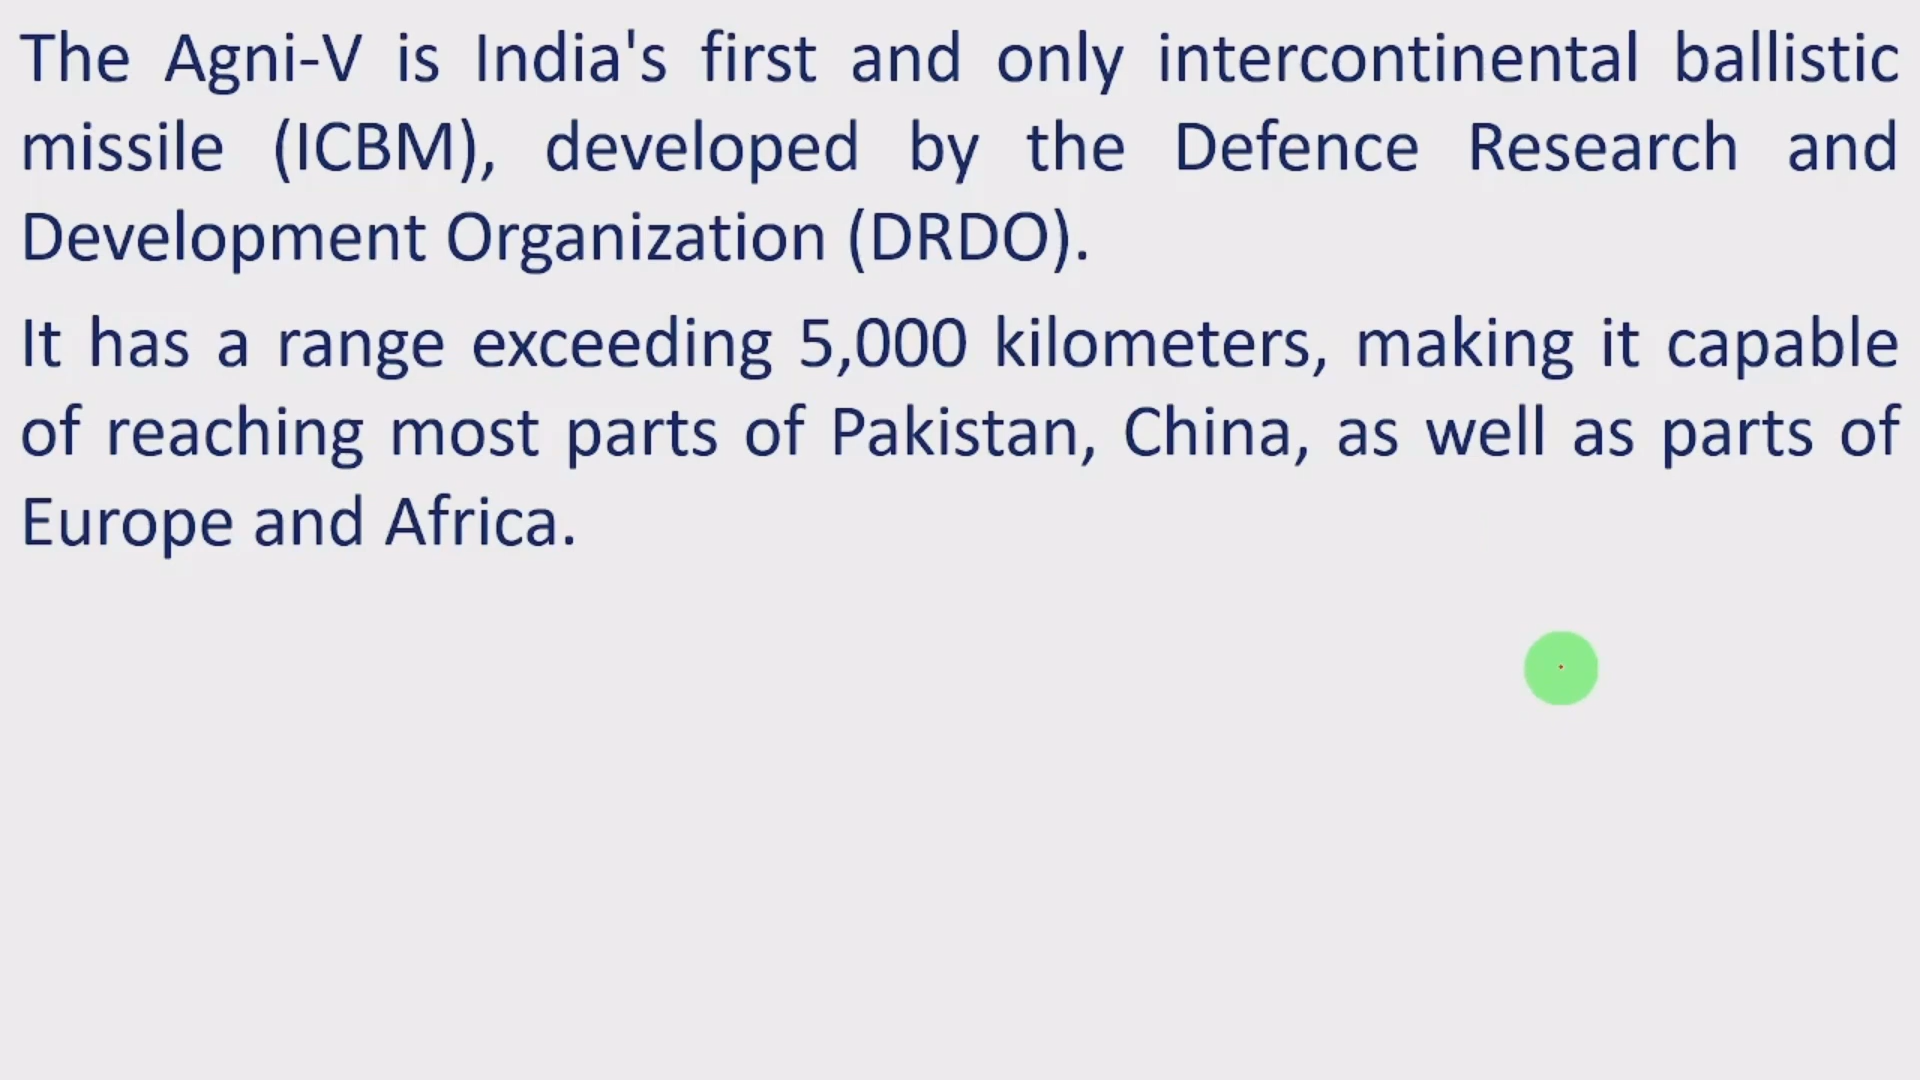 The Agni-V is India's first and only intercontinental ballistic
missile (ICBM), developed by the Defence Research and
Development Organization (DRDO).
It has a range exceeding 5,000 kilometers, making it capable
of reaching most parts of Pakistan, China, as well as parts of
Europe and Africa.